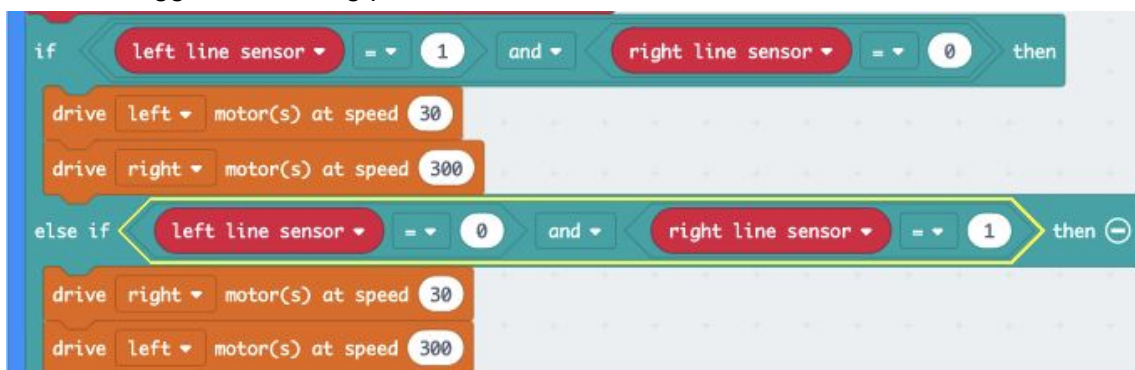 if left line sensor = 1 and right line sensor = 0 then
drive left motor(s) at speed 30
drive right motor(s) at speed 300
else if left line sensor = 0 and right line sensor = 1 then
drive right motor(s) at speed 30
drive left motor(s) at speed 300